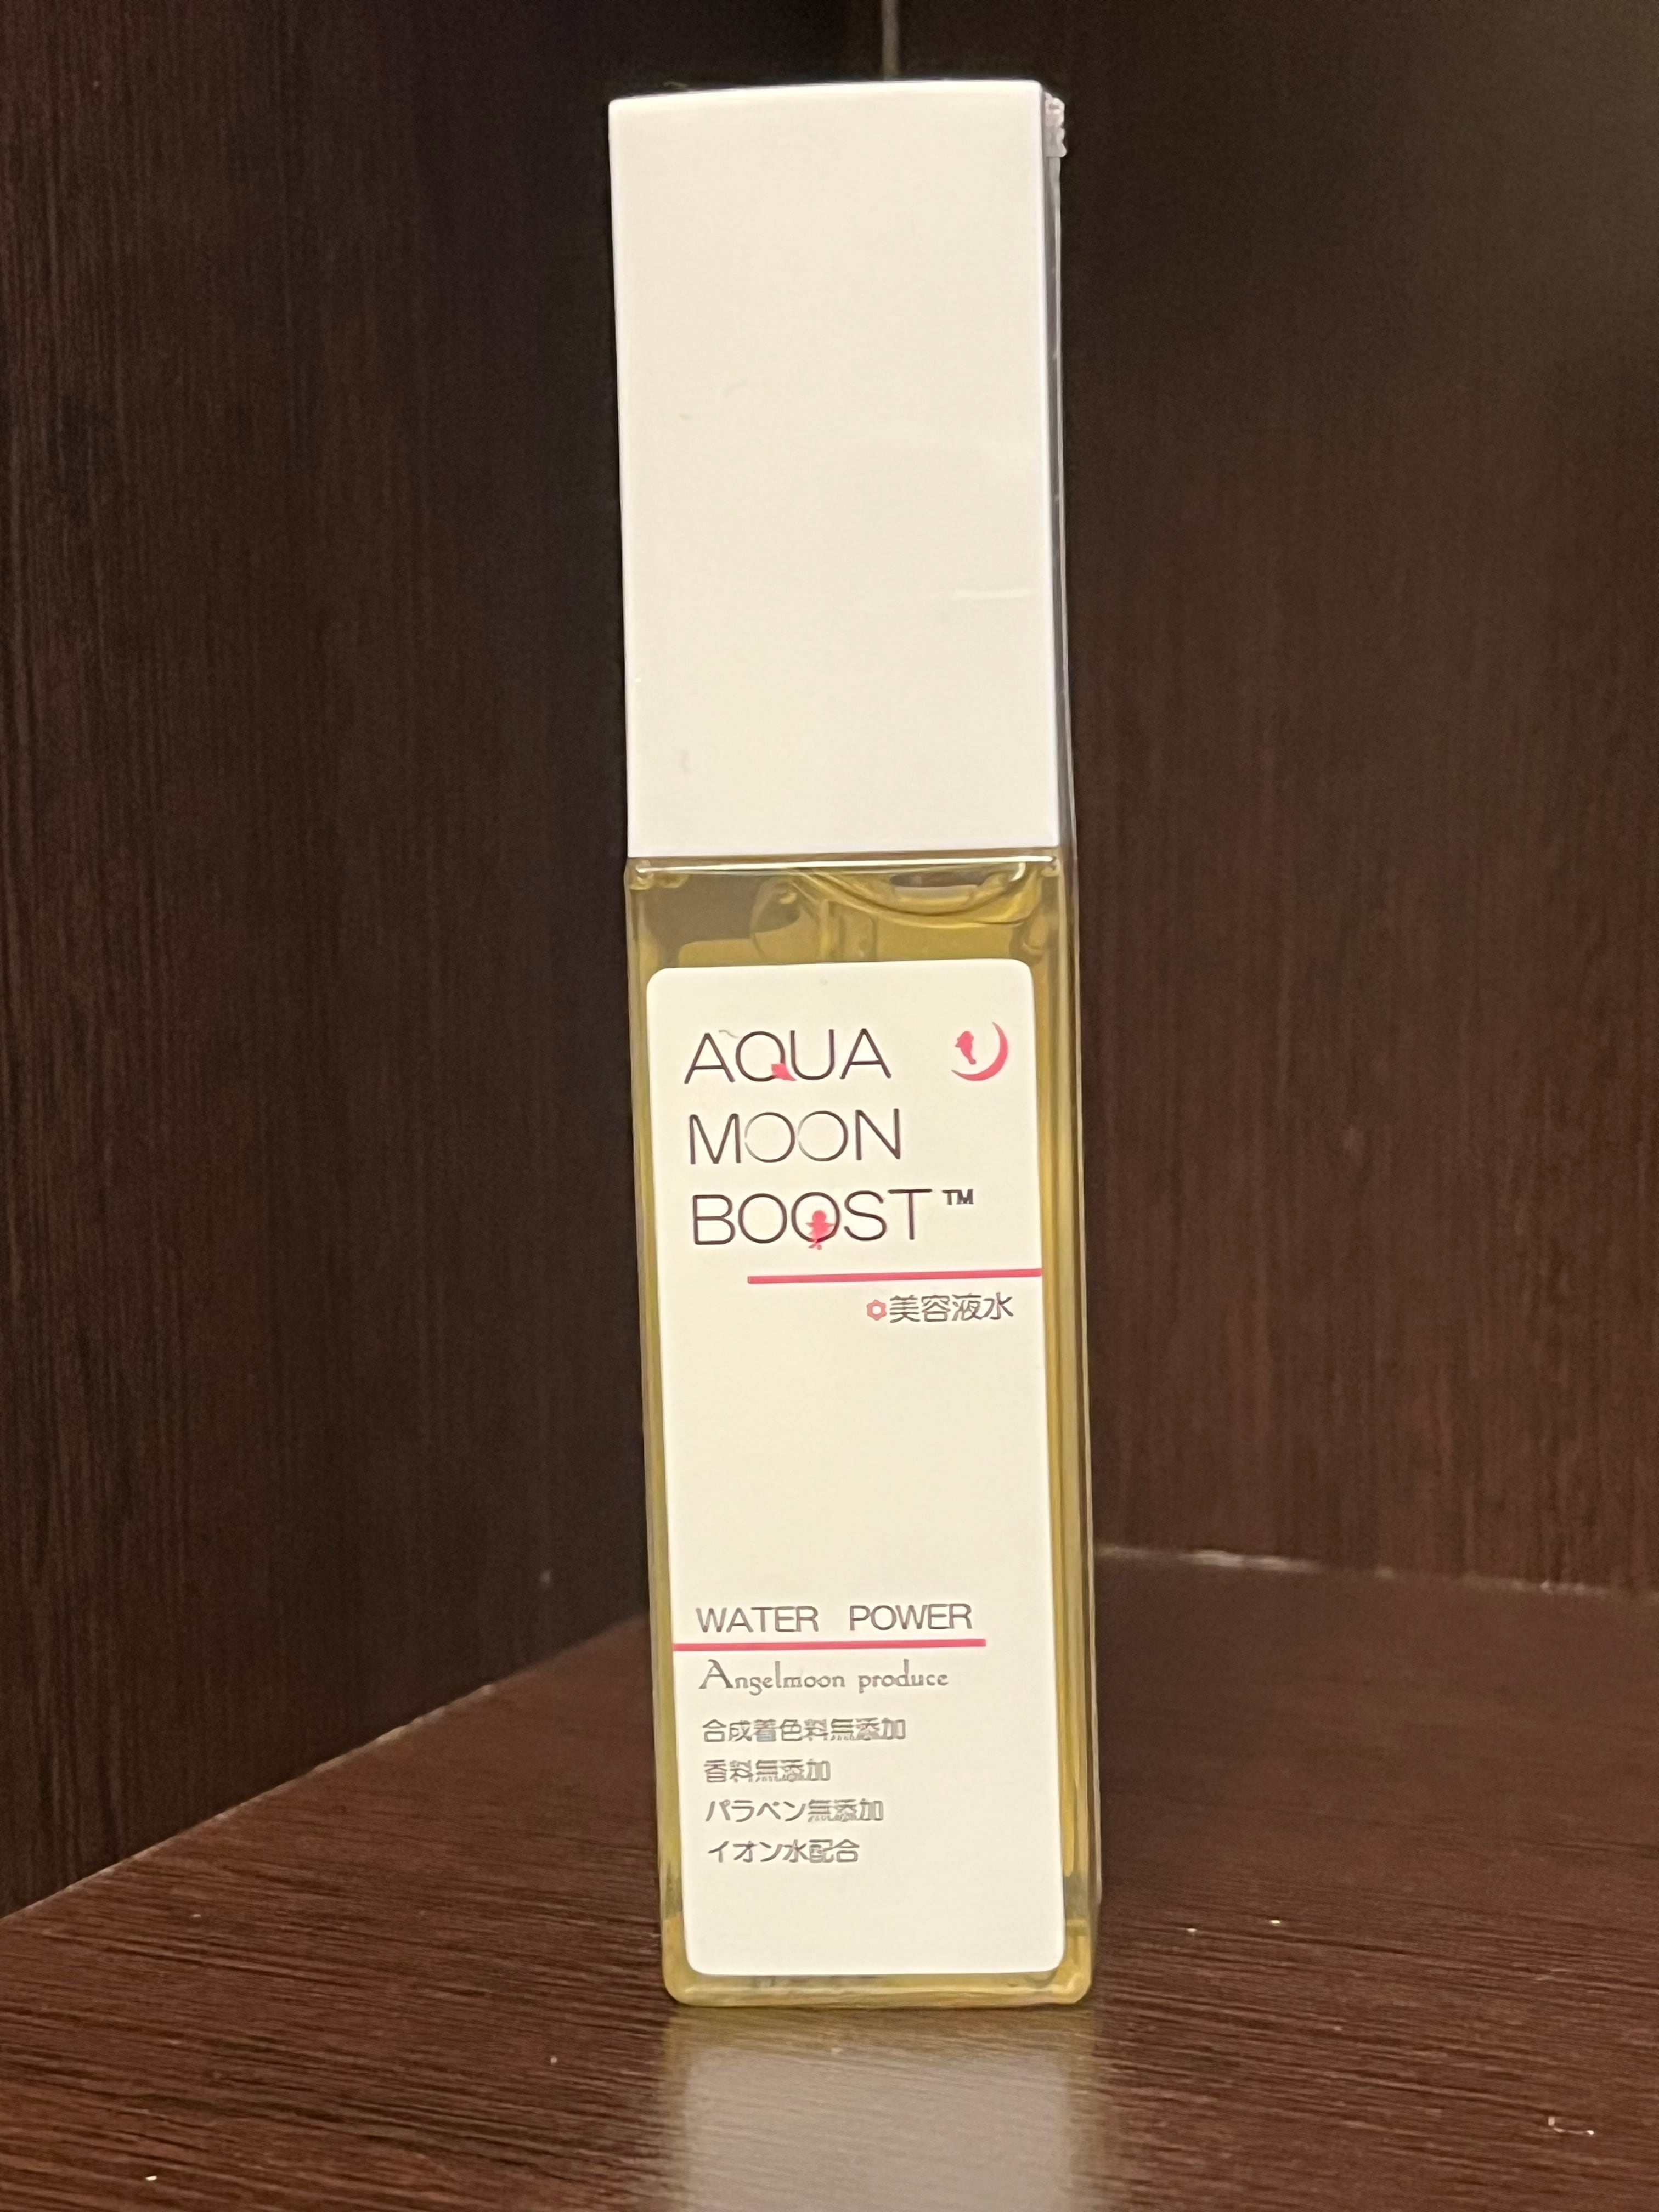 AQUA
MOON
BOOST™
美容液水
WATER POWER
Angelmoon produce
合成着色料無添加
香料無添加
パラベン無添加
イオン水配合